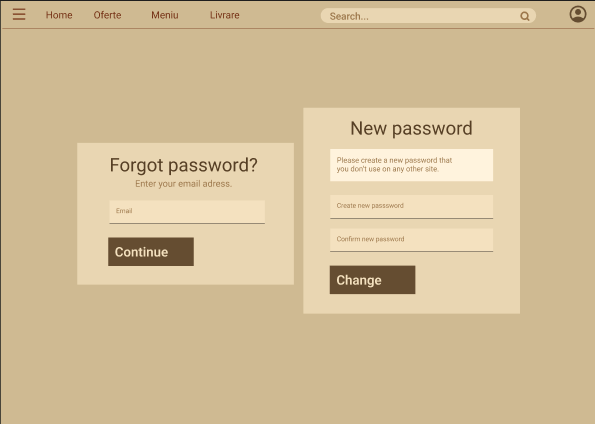 Home Oferte Meniu Livrare Search...
Forgot password?
Enter your email adress.
Email
Continue
New password
Please create a new password that
you don't use on any other site.
Create new passsword
Confirm new password
Change